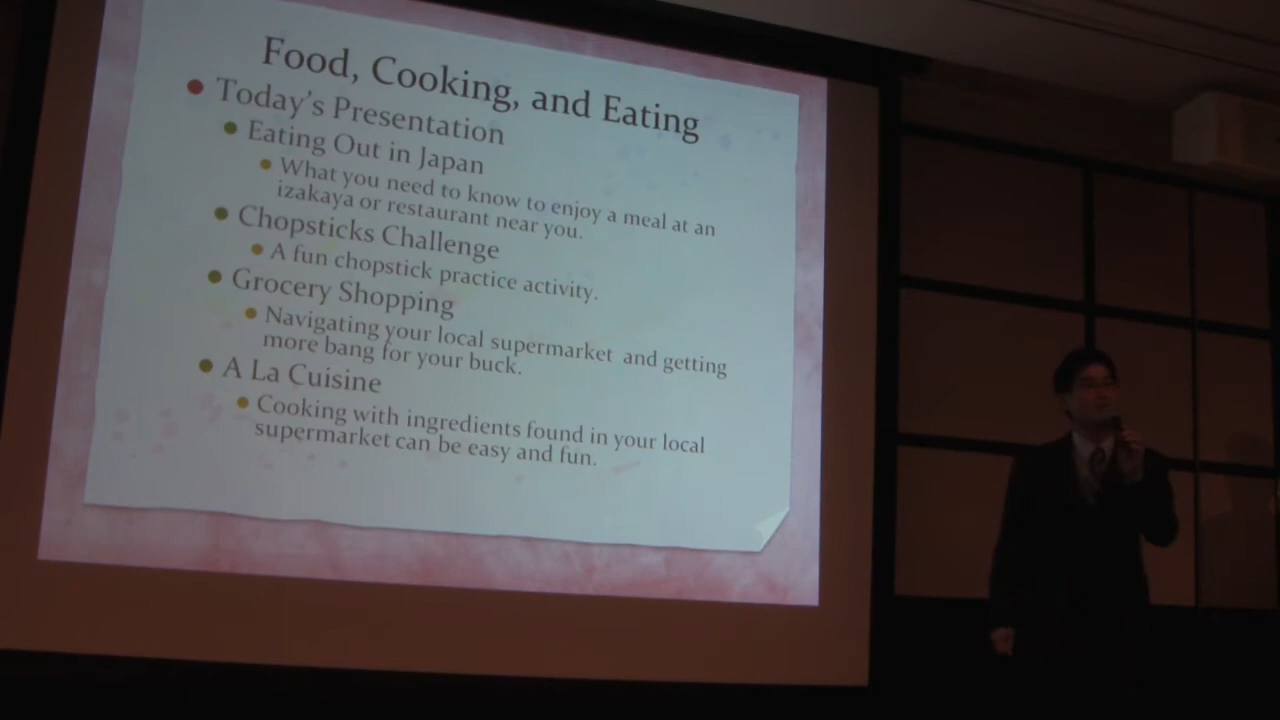 Food, Cooking, and Eating
Today's Presentation
Eating Out in Japan
What you need to know to enjoy a meal at an
izakaya or restaurant near you.
Chopsticks Challenge
A fun chopstick practice activity.
Grocery Shopping
Navigating your local supermarket and getting
more bang for your buck.
A La Cuisine
Cooking with ingredients found in your local
supermarket can be easy and fun.